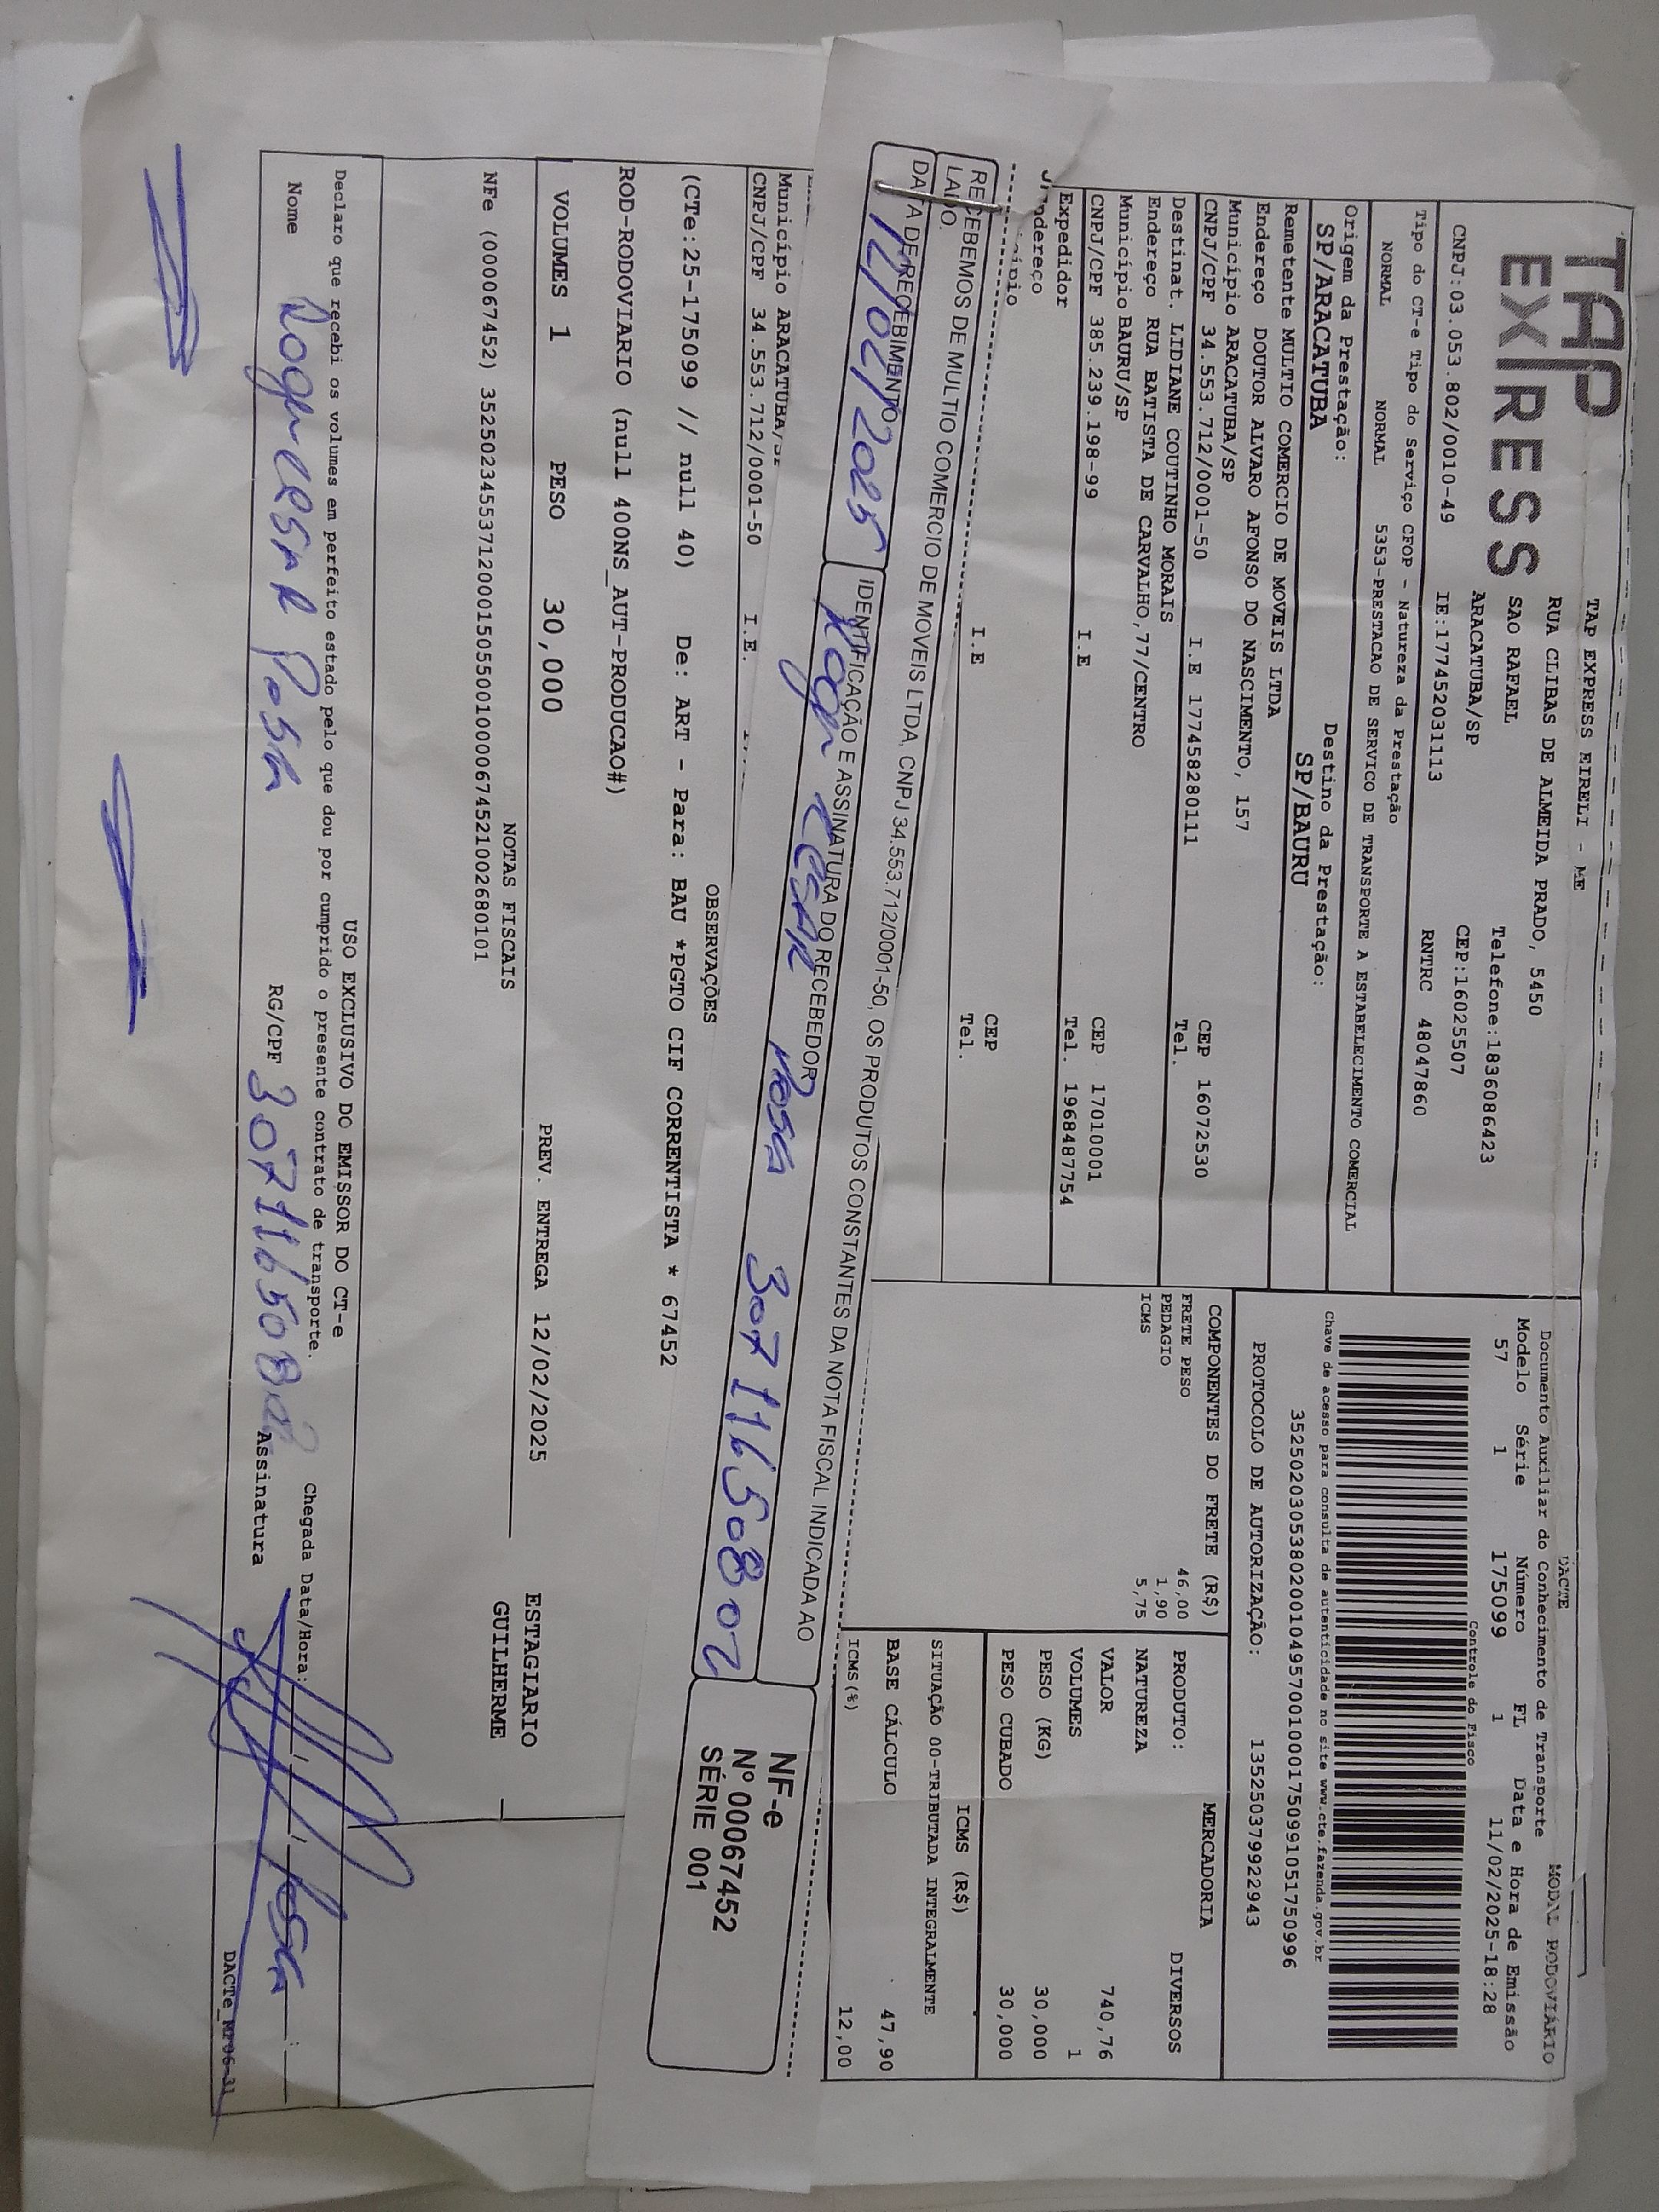 TAP
EXPRESS
TAP EXPRESS EIRELI - ME
RUA CLIBAS DE ALMEIDA PRADO, 5450
SAO RAFAEL Telefone:1836086423
ARACATUBA/SP CEP:16025507
CNPJ:03.053.802/0010-49 IE:177452031113 RNTRC 48047860
DACTE MODAL RODOVIÁRIO
Documento Auxiliar do Conhecimento de Transporte
Modelo Série Número FL Data e Hora de Emissão
57 1 175099 1 11/02/2025-18:28
Controle do Fisco
Chave de acesso para consulta de autenticidade no site www.cte.fazenda.gov.br
35250203053802001049570010001750991051750996
PROTOCOLO DE AUTORIZAÇÃO: 135250379922943
Tipo do CT-e Tipo do Serviço CFOP - Natureza da Prestação
NORMAL NORMAL 5353-PRESTACAO DE SERVICO DE TRANSPORTE A ESTABELECIMENTO COMERCIAL
Origem da Prestação: Destino da Prestação:
SP/ARACATUBA SP/BAURU
Remetente MULTIO COMERCIO DE MOVEIS LTDA
Endereço DOUTOR ALVARO AFONSO DO NASCIMENTO, 157
Município ARACATUBA/SP CEP 16072530
CNPJ/CPF 34.553.712/0001-50 I.E 177458280111 Tel.
Destinat. LIDIANE COUTINHO MORAIS
Endereço RUA BATISTA DE CARVALHO,77/CENTRO
Município BAURU/SP CEP 17010001
CNPJ/CPF 385.239.198-99 I.E Tel. 19684487754
Expedidor
ndereço
ípio CEP
I.E Tel.
COMPONENTES DO FRETE (R$)
FRETE PESO 46,00
PEDAGIO 1,90
ICMS 5,75
MERCADORIA
PRODUTO: DIVERSOS
NATUREZA
VALOR 740,76
VOLUMES 1
PESO (KG) 30,000
PESO CUBADO 30,000
ICMS (R$)
SITUAÇÃO 00-TRIBUTADA INTEGRALMENTE
BASE CÁLCULO 47,90
ICMS(%) 12,00
RECEBEMOS DE MULTIO COMERCIO DE MOVEIS LTDA, CNPJ 34.553.712/0001-50, OS PRODUTOS CONSTANTES DA NOTA FISCAL INDICADA AO
LADO.
DATA DE RECEBIMENTO IDENTIFICAÇÃO E ASSINATURA DO RECEBEDOR
12/02/2025 Roger CESAR Rosa 30711650802
NF-e
Nº 00067452
SÉRIE 001
Município ARACATUBA/SP
CNPJ/CPF 34.553.712/0001-50 I.E.
OBSERVAÇÕES
(CTe:25-175099 // null 40) De: ART - Para: BAU *PGTO CIF CORRENTISTA * 67452
ROD-RODOVIARIO (null 400NS_AUT-PRODUCAO#)
VOLUMES 1 PESO 30,000 PREV. ENTREGA 12/02/2025 ESTAGIARIO
GUILHERME
NOTAS FISCAIS
NFe (000067452) 35250234553712000150550010000674521002680101
USO EXCLUSIVO DO EMISSOR DO CT-e
Declaro que recebi os volumes em perfeito estado pelo que dou por cumprido o presente contrato de transporte.
Chegada Data/Hora:
Nome Roger CESAR Rosa RG/CPF 30711650802 Assinatura
DACTe_MP06-31